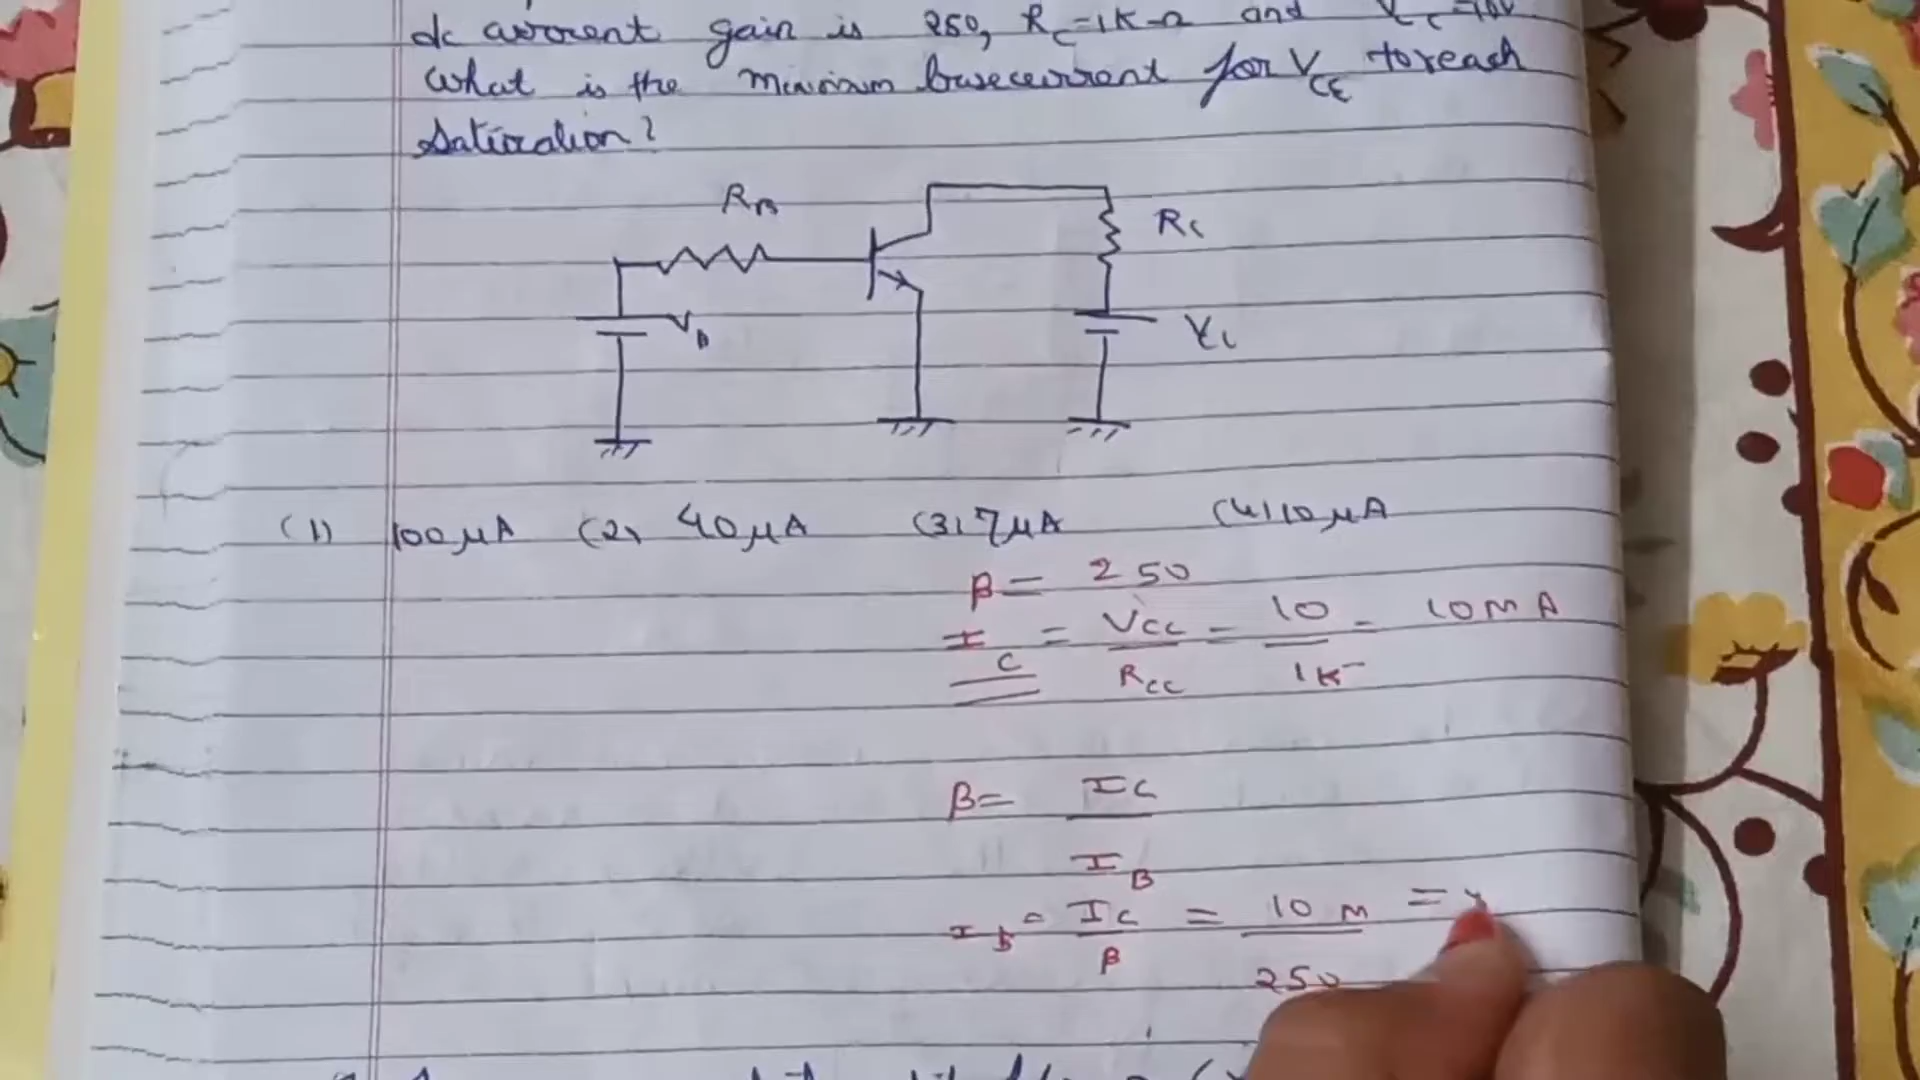 dc current gain is 250, RC=1KΩ and VCC=10V
What is the Minimum base current for VCE to reach
Saturation?
RB
RC
VB
VC
(1) 100μA (2) 40μA (3) 7μA (4) 10μA
β = 250
IC = VCC/RCC = 10/1K = 10MA
β = IC/IB
IB = IC/β = 10M/250 =